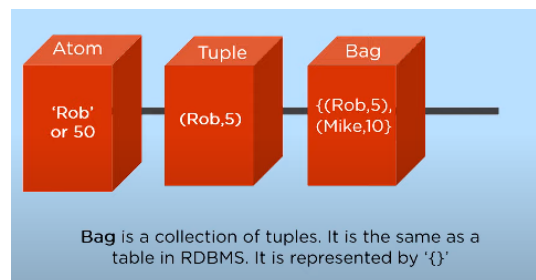 Atom
'Rob'
or 50
Tuple
(Rob,5)
Bag
{(Rob,5),
(Mike,10}
Bag is a collection of tuples. It is the same as a
table in RDBMS. It is represented by '{}'